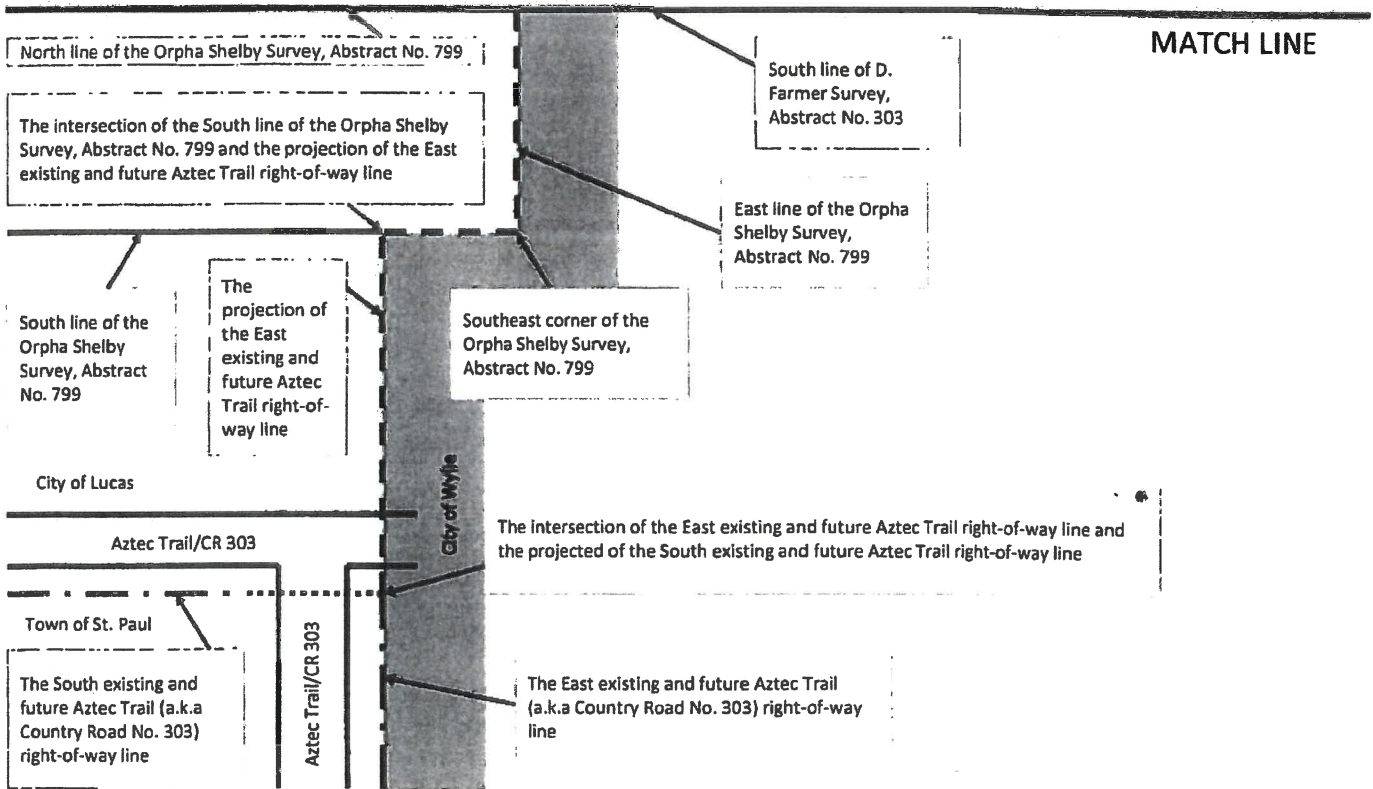 MATCH LINE
North line of the Orpha Shelby Survey, Abstract No. 799
South line of D.
Farmer Survey,
Abstract No. 303
The intersection of the South line of the Orpha Shelby
Survey, Abstract No. 799 and the projection of the East
existing and future Aztec Trail right-of-way line
East line of the Orpha
Shelby Survey,
Abstract No. 799
The
projection of
the East
existing and
future Aztec
Trail right-of-
way line
South line of the
Orpha Shelby
Survey, Abstract
No. 799
Southeast corner of the
Orpha Shelby Survey,
Abstract No. 799
City of Lucas
City of Wylie
Aztec Trail/CR 303
The intersection of the East existing and future Aztec Trail right-of-way line and
the projected of the South existing and future Aztec Trail right-of-way line
Town of St. Paul
Aztec Trail/CR 303
The South existing and
future Aztec Trail (a.k.a
Country Road No. 303)
right-of-way line
The East existing and future Aztec Trail
(a.k.a Country Road No. 303) right-of-way
line